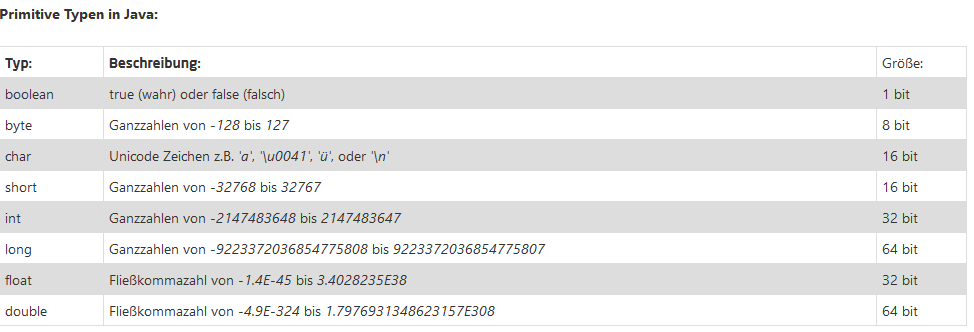 Primitive Typen in Java:
Typ: Beschreibung: Größe:
boolean true (wahr) oder false (falsch) 1 bit
byte Ganzzahlen von -128 bis 127 8 bit
char Unicode Zeichen z.B. 'a', '\u0041', 'ü', oder '\n' 16 bit
short Ganzzahlen von -32768 bis 32767 16 bit
int Ganzzahlen von -2147483648 bis 2147483647 32 bit
long Ganzzahlen von -9223372036854775808 bis 9223372036854775807 64 bit
float Fließkommazahl von -1.4E-45 bis 3.4028235E38 32 bit
double Fließkommazahl von -4.9E-324 bis 1.7976931348623157E308 64 bit